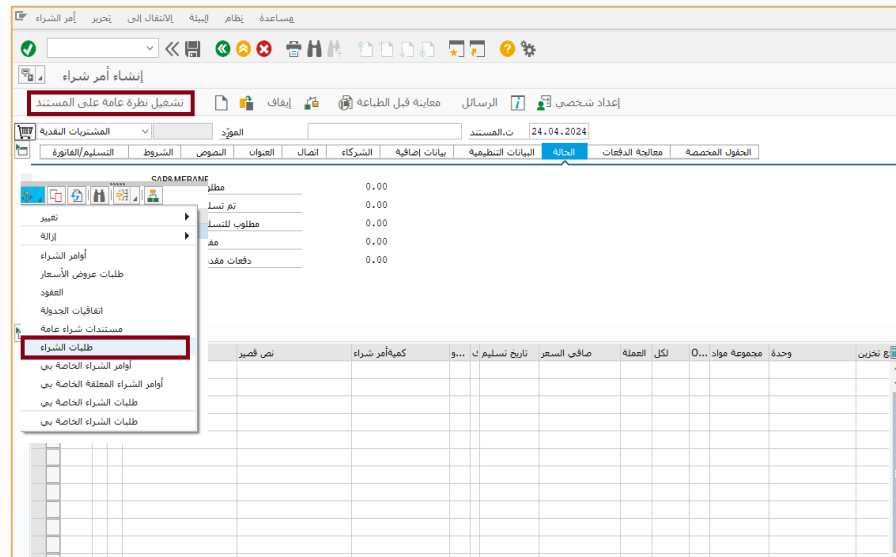 أمر الشراء تحرير الانتقال إلى البيئة نظام مساعدة
إنشاء أمر شراء
تشغيل نظرة عامة على المستند إيقاف معاينة قبل الطباعة الرسائل إعداد شخصي
المشتريات النقدية المورّد ت.المستند 24.04.2024
التسليم/الفاتورة الشروط النصوص العنوان اتصال الشركاء بيانات إضافية البيانات التنظيمية الحالة معالجة الدفعات الحقول المخصصة
0.00
0.00
مطلوب للتسل 0.00
0.00
دفعات مقد 0.00
تغيير
إزالة
أوامر الشراء
طلبات عروض الأسعار
العقود
اتفاقيات الجدولة
مستندات شراء عامة
طلبات الشراء
أوامر الشراء الخاصة بي
أوامر الشراء المعلقة الخاصة بي
طلبات الشراء الخاصة بي
طلبات الشراء الخاصة بي
نص قصير كميةأمر شراء و... ف تاريخ تسليم صافي السعر العملة لكل O... مجموعة مواد وحدة ع تخزين